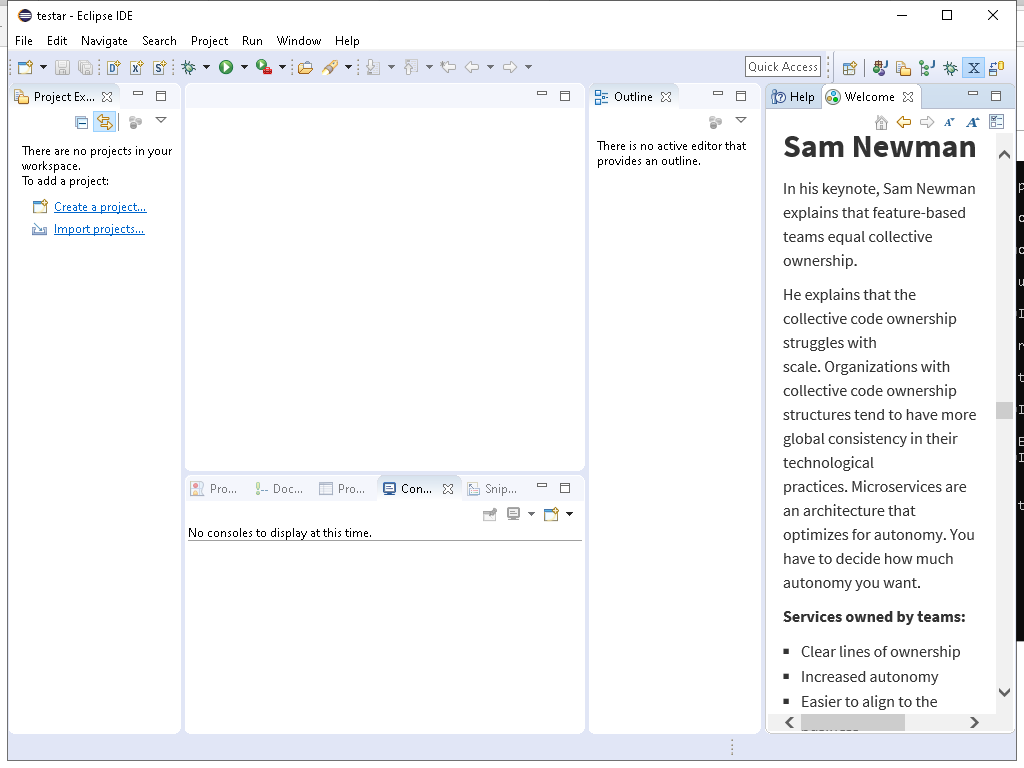 testar - Eclipse IDE
File Edit Navigate Search Project Run Window Help
Quick Access
Project Ex...
Outline
Help
Welcome
There are no projects in your
workspace.
To add a project:
Create a project...
Import projects...
There is no active editor that
provides an outline.
Sam Newman
In his keynote, Sam Newman
explains that feature-based
teams equal collective
ownership.
He explains that the
collective code ownership
struggles with
scale. Organizations with
collective code ownership
structures tend to have more
global consistency in their
technological
practices. Microservices are
an architecture that
optimizes for autonomy. You
have to decide how much
autonomy you want.
Services owned by teams:
Clear lines of ownership
Increased autonomy
Easier to align to the
Pro...
Doc...
Pro...
Con...
Snip...
No consoles to display at this time.